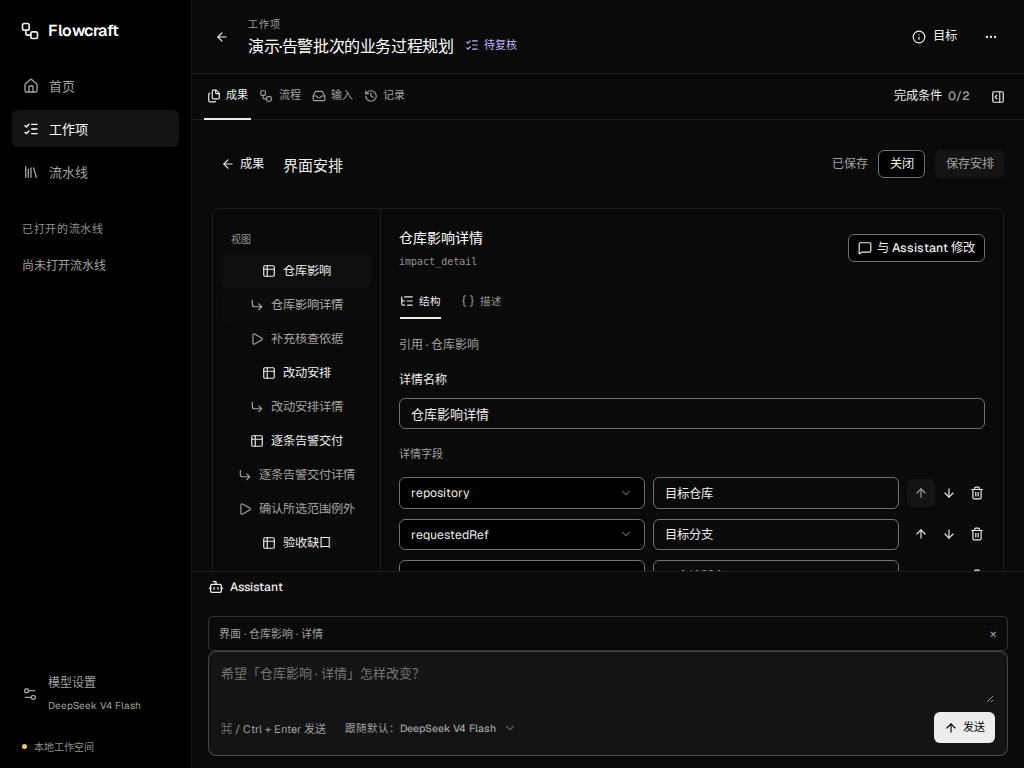 Flowcraft
首页
工作项
流水线
已打开的流水线
尚未打开流水线
模型设置
DeepSeek V4 Flash
本地工作空间
工作项
演示·告警批次的业务过程规划
待复核
目标
成果
流程
输入
记录
完成条件 0/2
成果
界面安排
已保存
关闭
保存安排
视图
仓库影响
仓库影响详情
补充核查依据
改动安排
改动安排详情
逐条告警交付
逐条告警交付详情
确认所选范围例外
验收缺口
仓库影响详情
impact_detail
与 Assistant 修改
结构
描述
引用 · 仓库影响
详情名称
仓库影响详情
详情字段
repository
目标仓库
requestedRef
目标分支
Assistant
界面 · 仓库影响 · 详情
×
希望「仓库影响 · 详情」怎样改变?
⌘ / Ctrl + Enter 发送
跟随默认: DeepSeek V4 Flash
发送